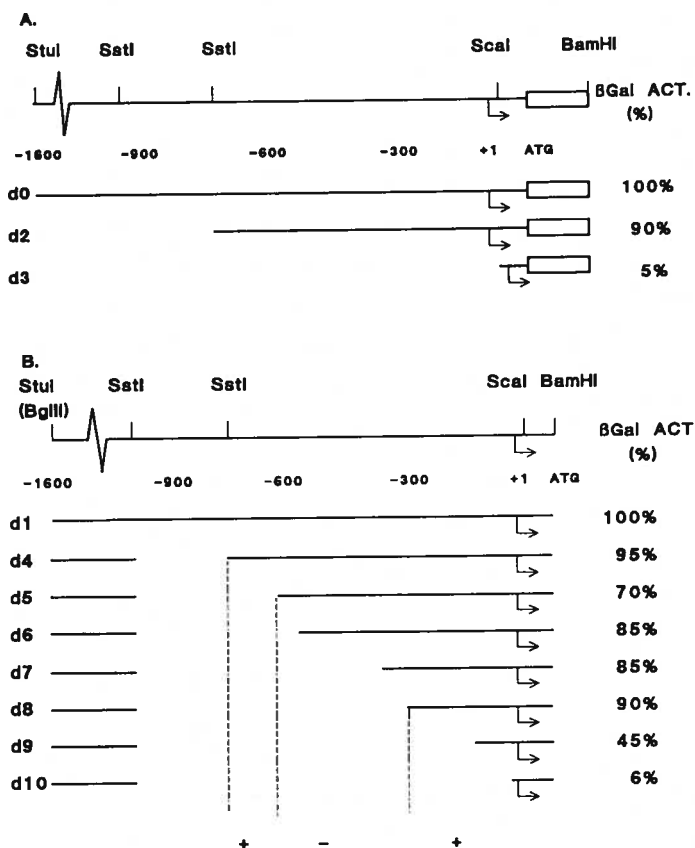 A.
StuI SstI SstI ScaI BamHI
βGal ACT.
(%)
-1600 -900 -600 -300 +1 ATG
d0 100%
d2 90%
d3 5%
B.
StuI SstI SstI ScaI BamHI
(BglII)
βGal ACT
(%)
-1600 -900 -600 -300 +1 ATG
d1 100%
d4 95%
d5 70%
d6 85%
d7 85%
d8 90%
d9 45%
d10 6%
+ - +